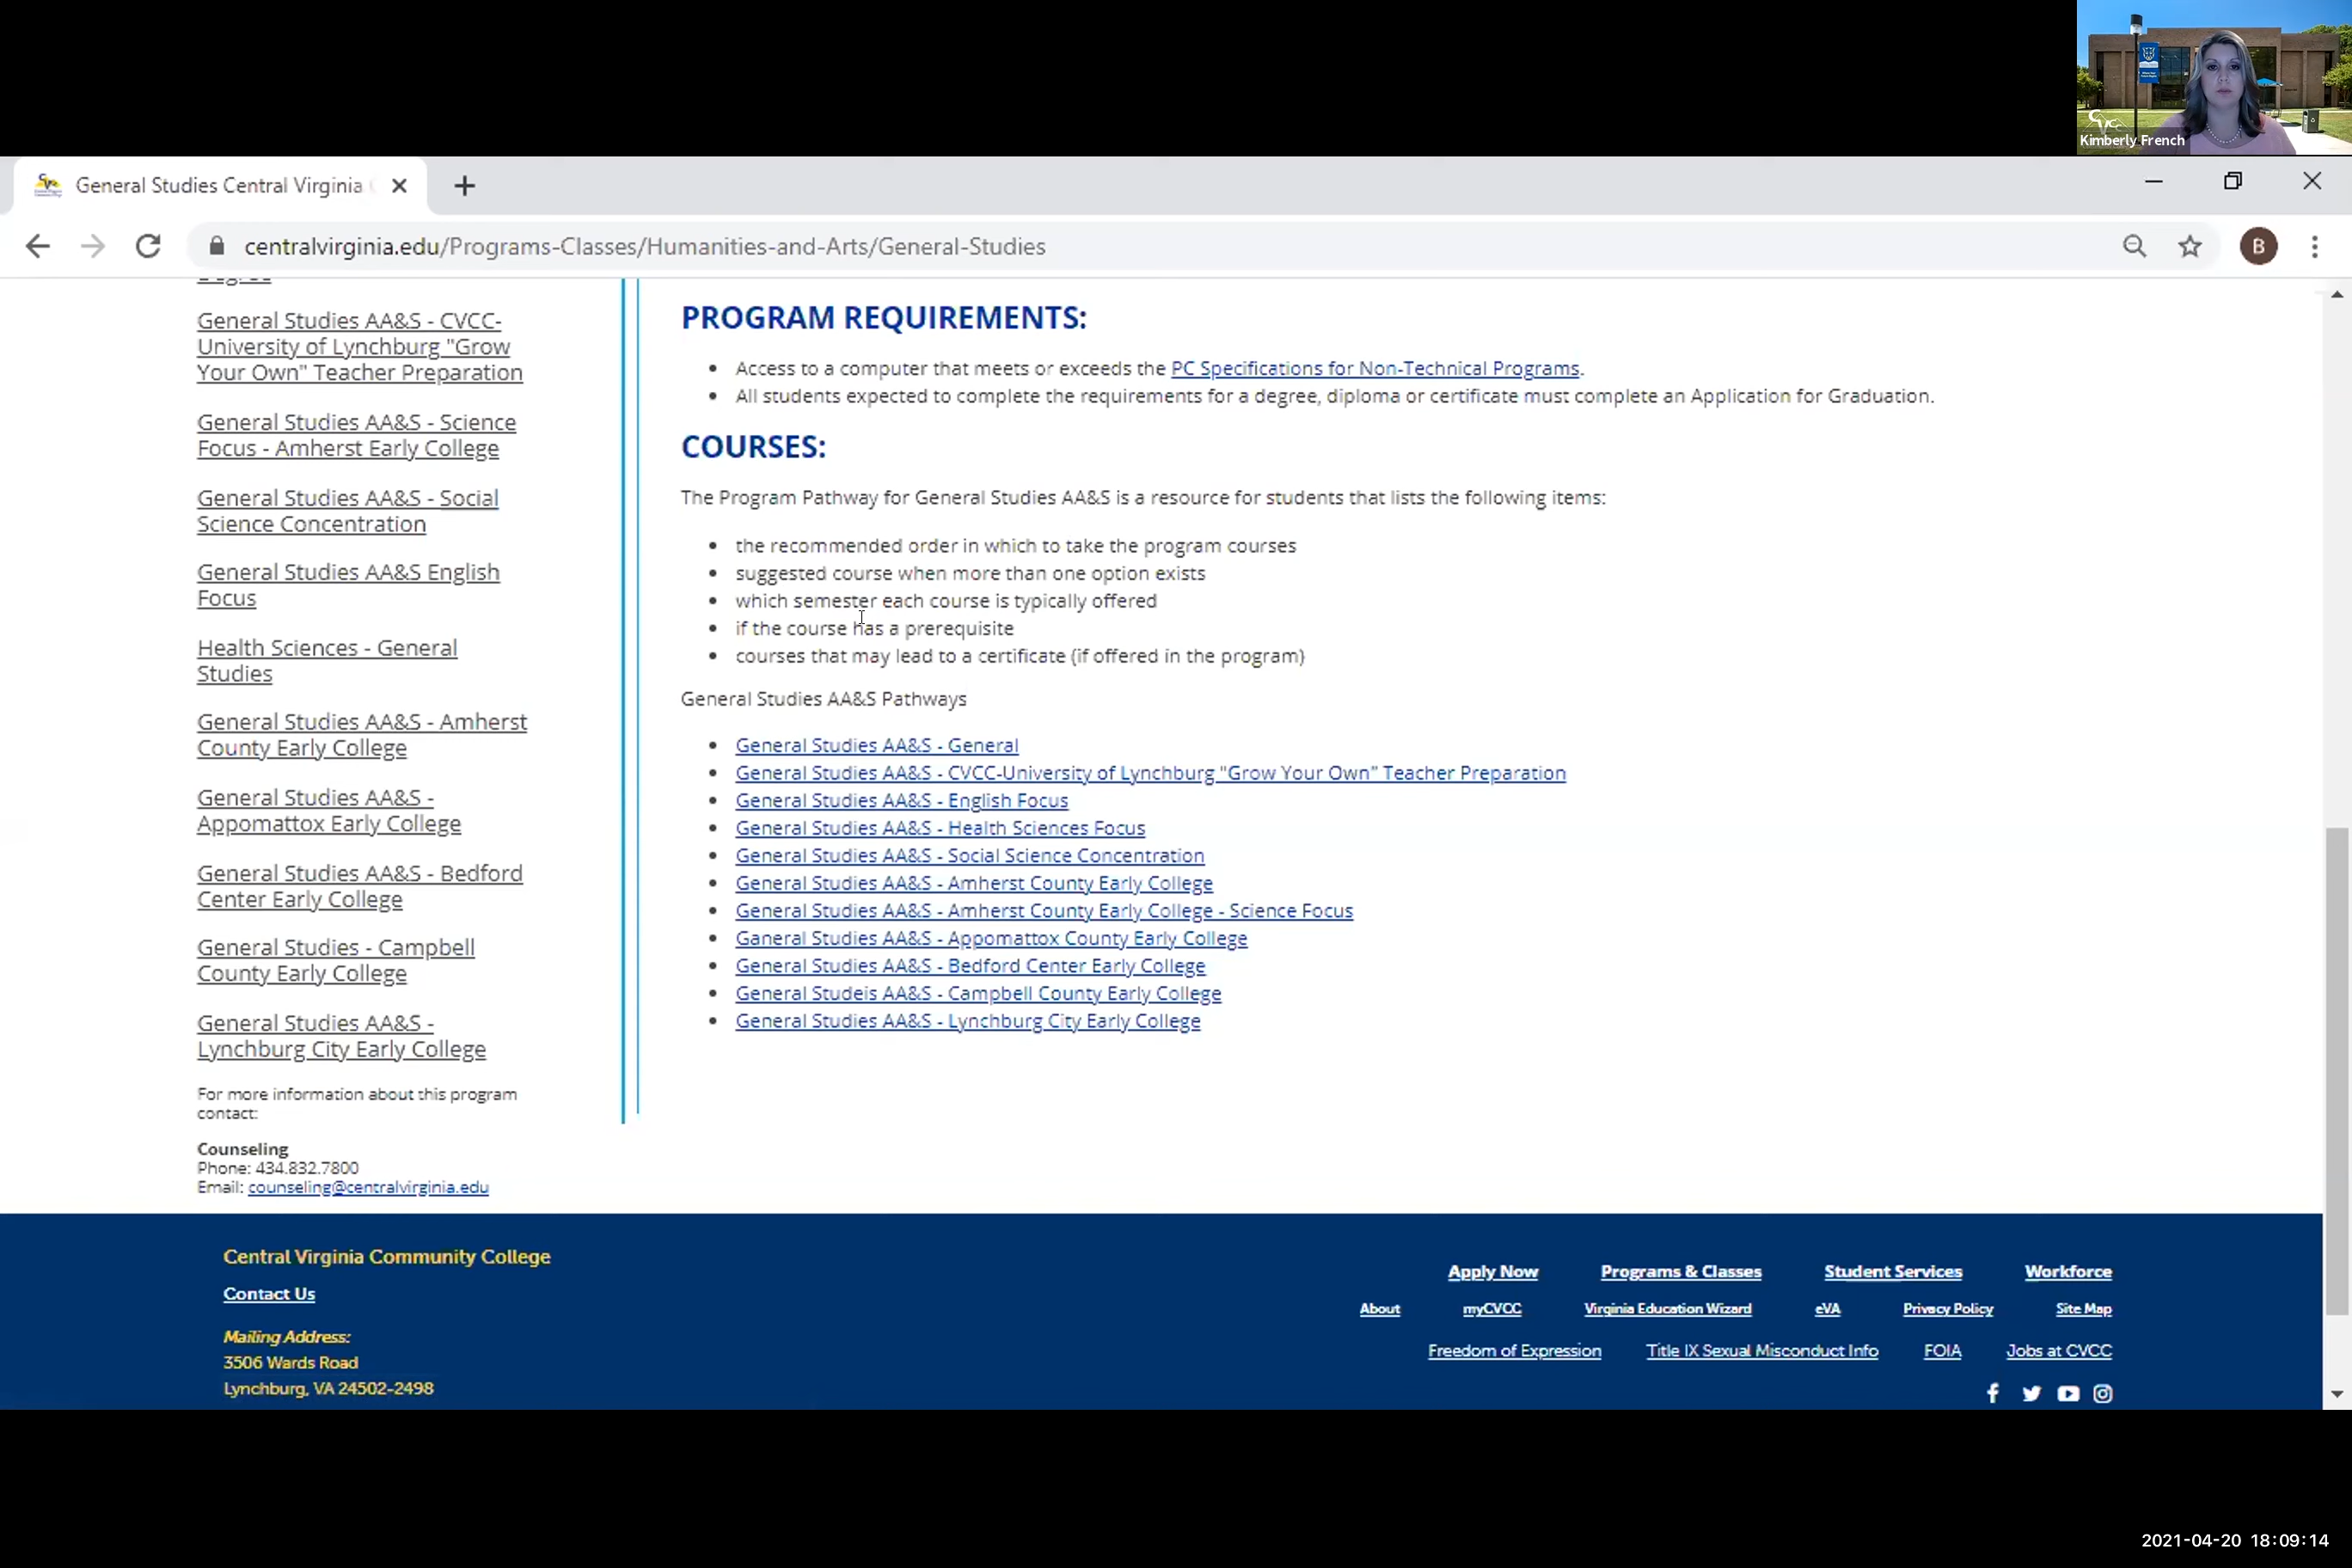 Kimberly French
General Studies Central Virginia
centralvirginia.edu/Programs-Classes/Humanities-and-Arts/General-Studies
B
Degree
General Studies AA&S - CVCC-
University of Lynchburg "Grow
Your Own" Teacher Preparation
General Studies AA&S - Science
Focus - Amherst Early College
General Studies AA&S - Social
Science Concentration
General Studies AA&S English
Focus
Health Sciences - General
Studies
General Studies AA&S - Amherst
County Early College
General Studies AA&S -
Appomattox Early College
General Studies AA&S - Bedford
Center Early College
General Studies - Campbell
County Early College
General Studies AA&S -
Lynchburg City Early College
For more information about this program
contact:
Counseling
Phone: 434.832.7800
Email: counseling@centralvirginia.edu
PROGRAM REQUIREMENTS:
Access to a computer that meets or exceeds the PC Specifications for Non-Technical Programs.
All students expected to complete the requirements for a degree, diploma or certificate must complete an Application for Graduation.
COURSES:
The Program Pathway for General Studies AA&S is a resource for students that lists the following items:
the recommended order in which to take the program courses
suggested course when more than one option exists
which semester each course is typically offered
if the course has a prerequisite
courses that may lead to a certificate (if offered in the program)
General Studies AA&S Pathways
General Studies AA&S - General
General Studies AA&S - CVCC-University of Lynchburg "Grow Your Own" Teacher Preparation
General Studies AA&S - English Focus
General Studies AA&S - Health Sciences Focus
General Studies AA&S - Social Science Concentration
General Studies AA&S - Amherst County Early College
General Studies AA&S - Amherst County Early College - Science Focus
Ganeral Studies AA&S - Appomattox County Early College
General Studies AA&S - Bedford Center Early College
General Studeis AA&S - Campbell County Early College
General Studies AA&S - Lynchburg City Early College
Central Virginia Community College
Contact Us
Mailing Address:
3506 Wards Road
Lynchburg, VA 24502-2498
Apply Now Programs & Classes Student Services Workforce
About myCVCC Virginia Education Wizard eVA Privacy Policy Site Map
Freedom of Expression Title IX Sexual Misconduct Info FOIA Jobs at CVCC
2021-04-20 18:09:14